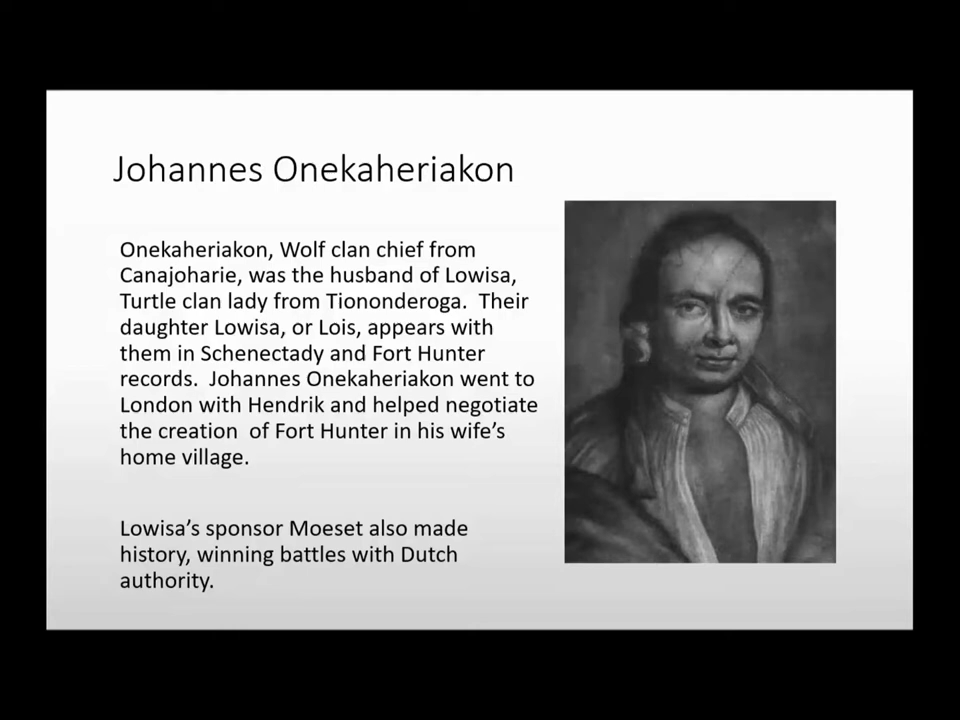 Johannes Onekaheriakon
Onekaheriakon, Wolf clan chief from
Canajoharie, was the husband of Lowisa,
Turtle clan lady from Tiononderoga.  Their
daughter Lowisa, or Lois, appears with
them in Schenectady and Fort Hunter
records.  Johannes Onekaheriakon went to
London with Hendrik and helped negotiate
the creation  of Fort Hunter in his wife’s
home village.
Lowisa’s sponsor Moeset also made
history, winning battles with Dutch
authority.